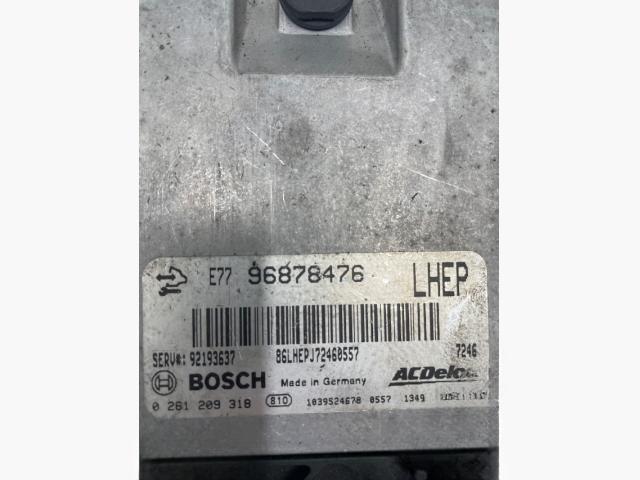 E77 96878476 LHEP
SERV#: 92193637 86LHEPJ72460557 7246
BOSCH Made in Germany ACDelco
0 261 209 318 810 1039S24678 0557 1349